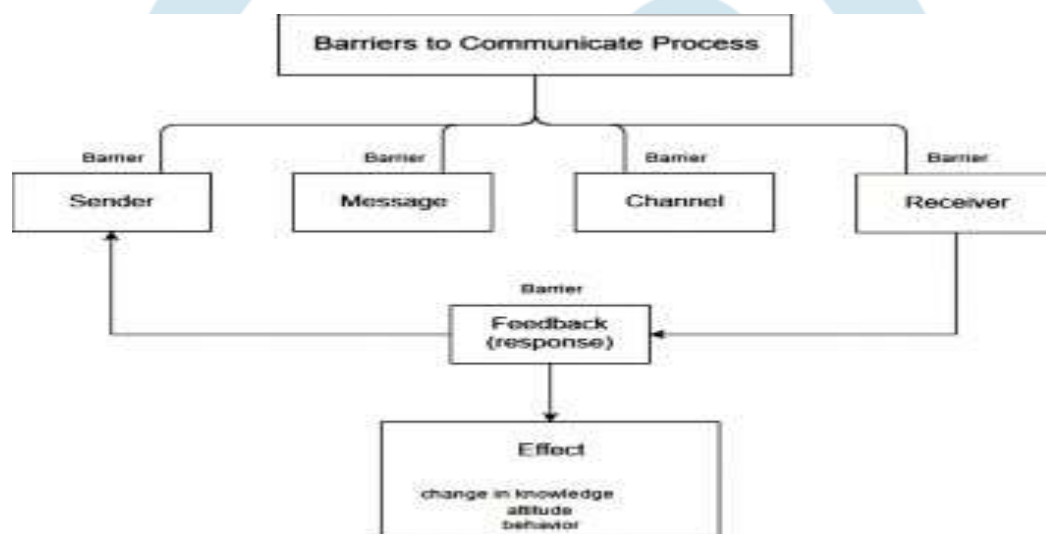 Barriers to Communicate Process
Barrier
Barrier
Barrier
Barrier
Sender
Message
Channel
Receiver
Barrier
Feedback
(response)
Effect
change in knowledge
attitude
behavior